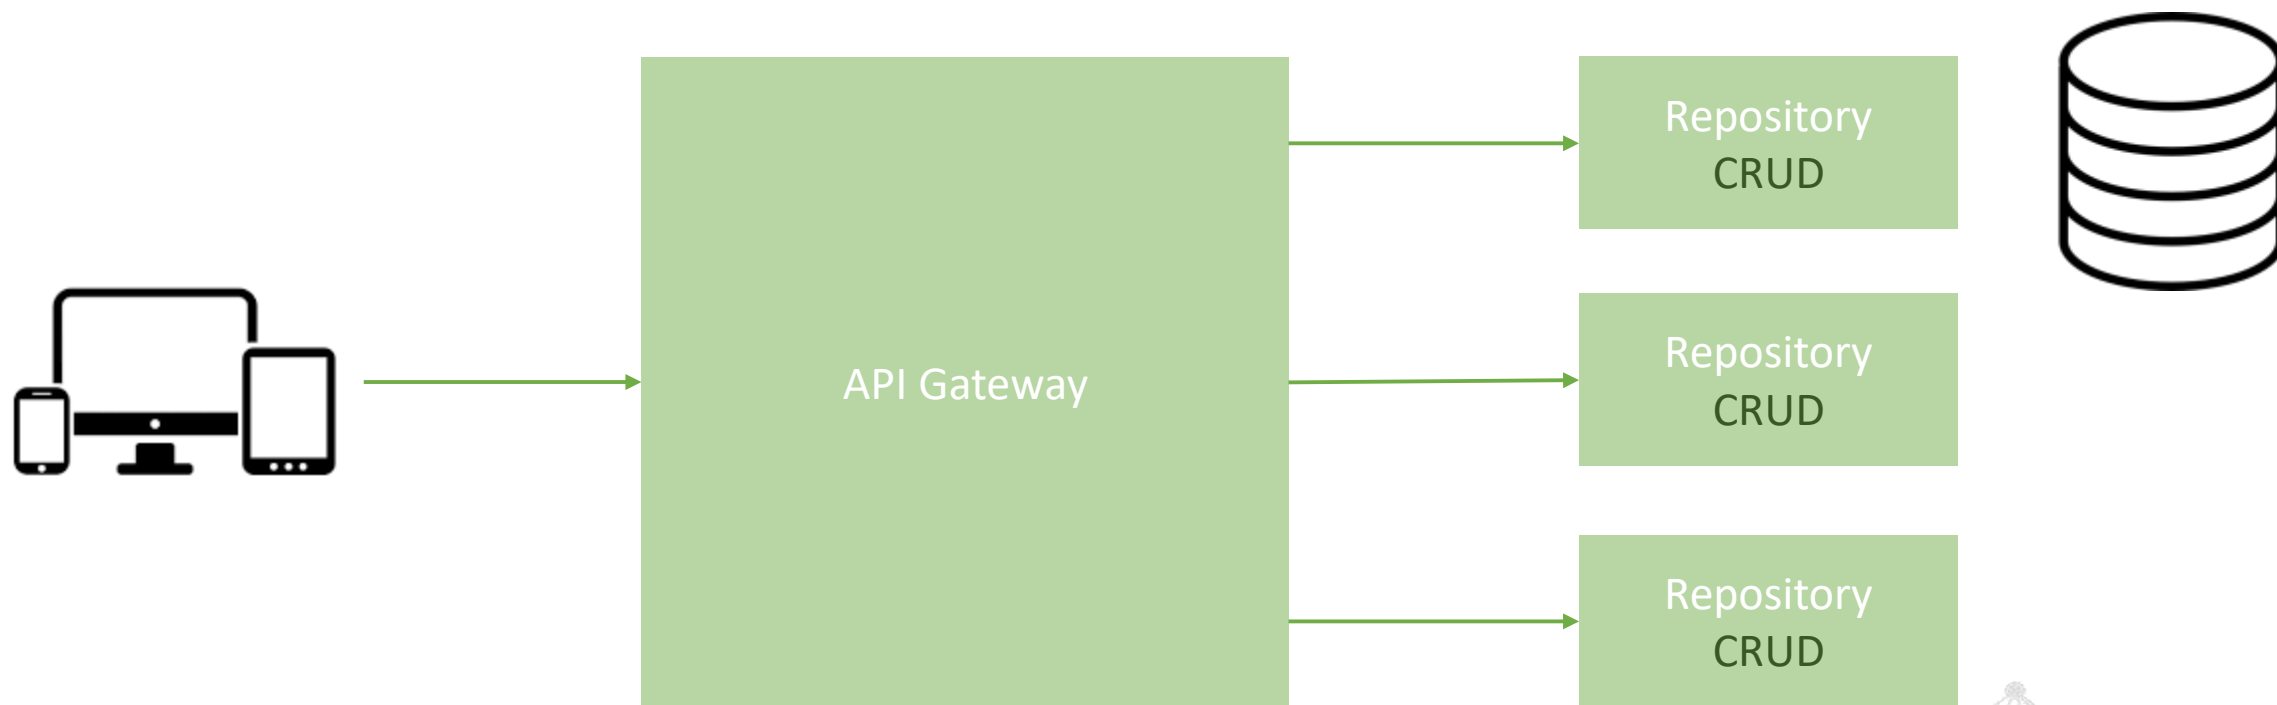 API Gateway
Repository
CRUD
Repository
CRUD
Repository
CRUD